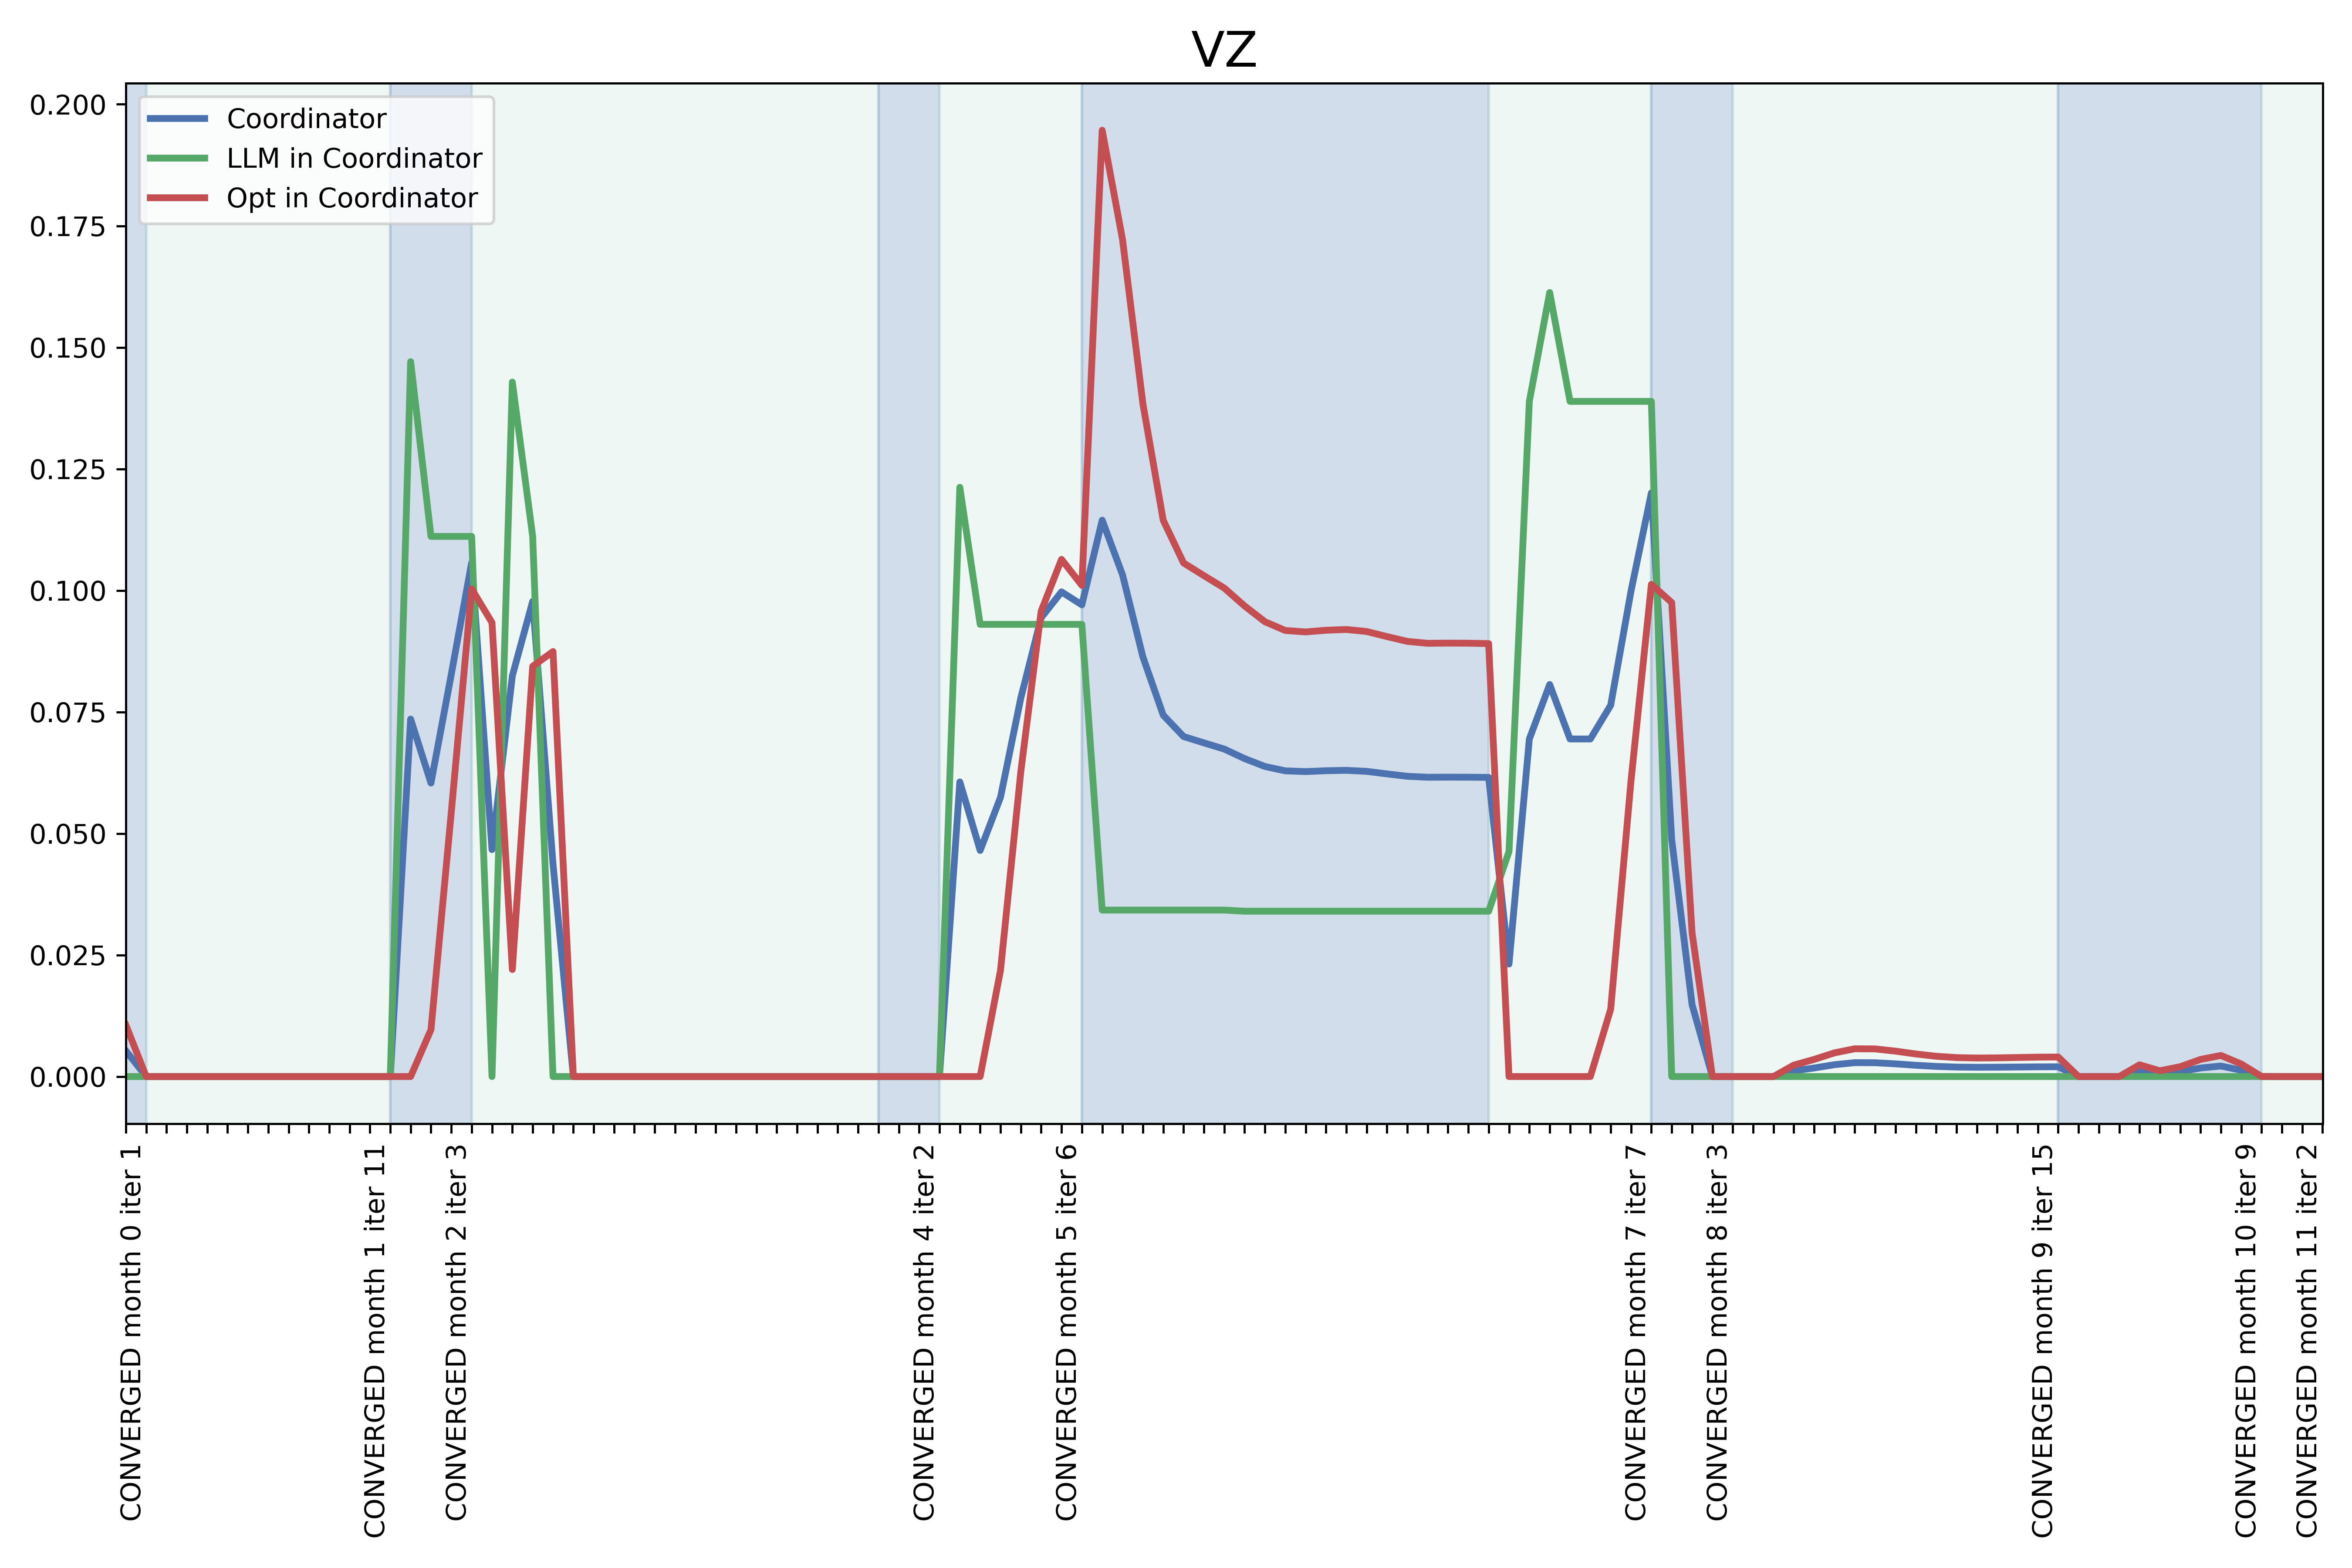 VZ
Coordinator
LLM in Coordinator
Opt in Coordinator
0.200
0.175
0.150
0.125
0.100
0.075
0.050
0.025
0.000
CONVERGED month 0 iter 1
CONVERGED month 1 iter 11
CONVERGED month 2 iter 3
CONVERGED month 4 iter 2
CONVERGED month 5 iter 6
CONVERGED month 7 iter 7
CONVERGED month 8 iter 3
CONVERGED month 9 iter 15
CONVERGED month 10 iter 9
CONVERGED month 11 iter 2